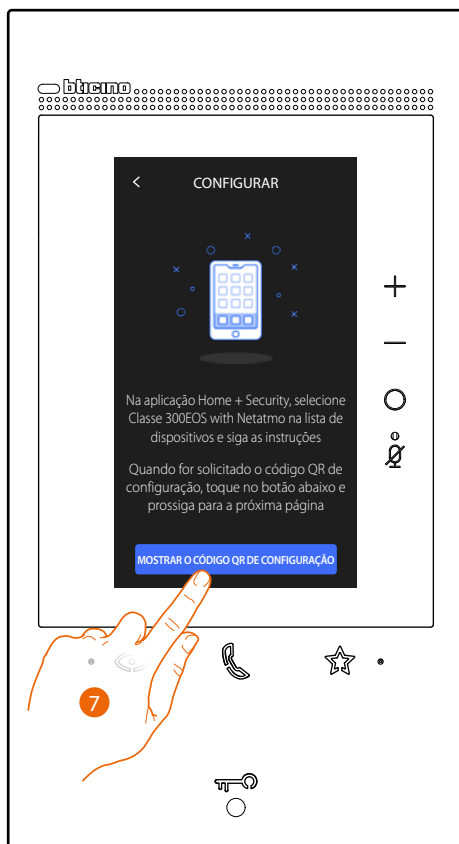 bticino
CONFIGURAR
Na aplicação Home + Security, selecione
Classe 300EOS with Netatmo na lista de
dispositivos e siga as instruções
Quando for solicitado o código QR de
configuração, toque no botão abaixo e
prossiga para a próxima página
MOSTRAR O CÓDIGO QR DE CONFIGURAÇÃO
7